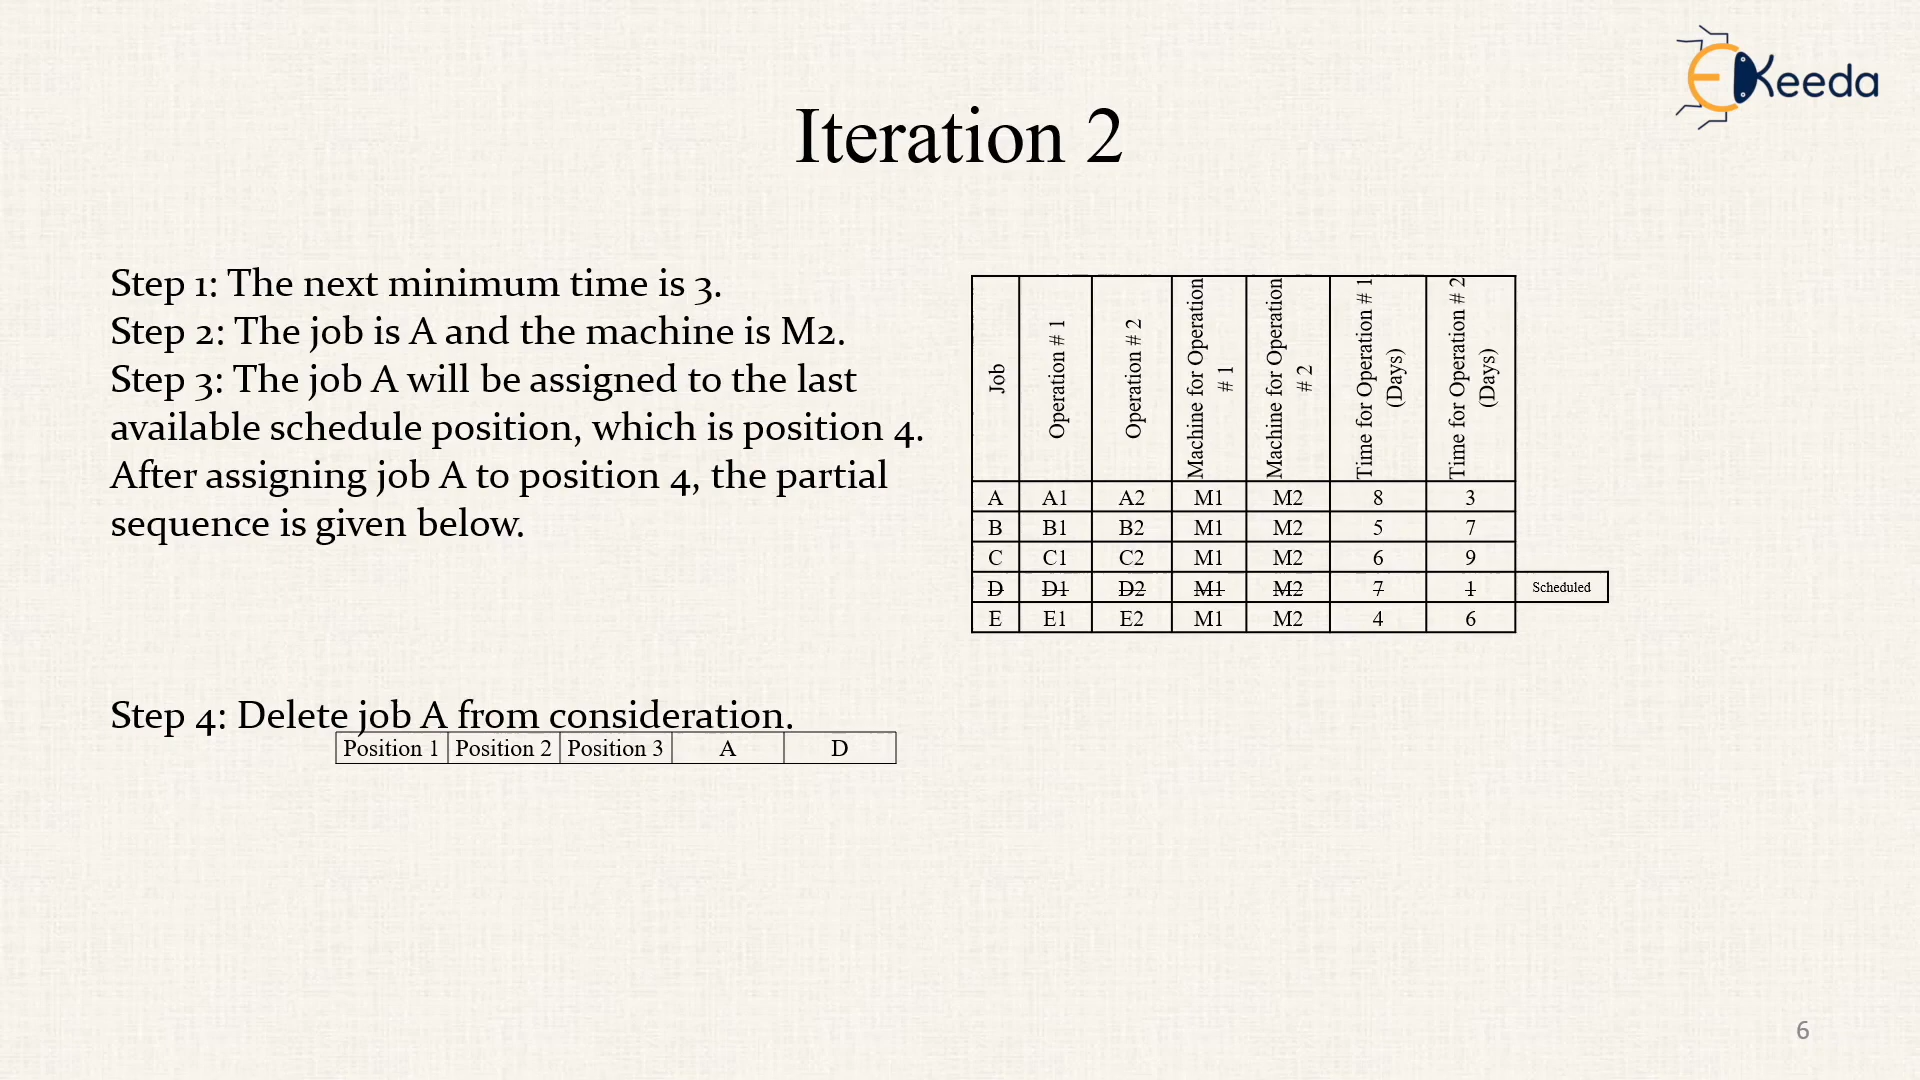 EKeeda
Iteration 2
Step 1: The next minimum time is 3.
Step 2: The job is A and the machine is M2.
Step 3: The job A will be assigned to the last
available schedule position, which is position 4.
After assigning job A to position 4, the partial
sequence is given below.
Step 4: Delete job A from consideration.
Position 1 Position 2 Position 3 A D
Job Operation # 1 Operation # 2 Machine for Operation # 1 Machine for Operation # 2 Time for Operation # 1 (Days) Time for Operation # 2 (Days)
A A1 A2 M1 M2 8 3
B B1 B2 M1 M2 5 7
C C1 C2 M1 M2 6 9
D D1 D2 M1 M2 7 1 Scheduled
E E1 E2 M1 M2 4 6
6